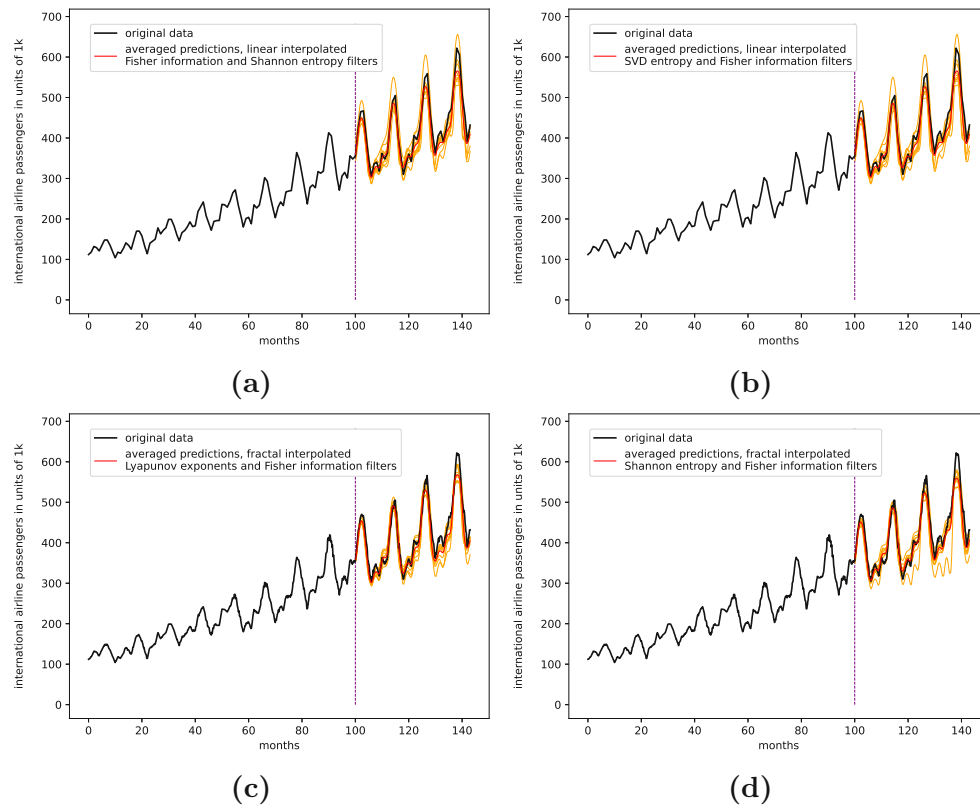 700
600
500
400
300
200
100
0
international airline passengers in units of 1k
original data
averaged predictions, linear interpolated
Fisher information and Shannon entropy filters
0 20 40 60 80 100 120 140
months
(a)
700
600
500
400
300
200
100
0
international airline passengers in units of 1k
original data
averaged predictions, linear interpolated
SVD entropy and Fisher information filters
0 20 40 60 80 100 120 140
months
(b)
700
600
500
400
300
200
100
0
international airline passengers in units of 1k
original data
averaged predictions, fractal interpolated
Lyapunov exponents and Fisher information filters
0 20 40 60 80 100 120 140
months
(c)
700
600
500
400
300
200
100
0
international airline passengers in units of 1k
original data
averaged predictions, fractal interpolated
Shannon entropy and Fisher information filters
0 20 40 60 80 100 120 140
months
(d)